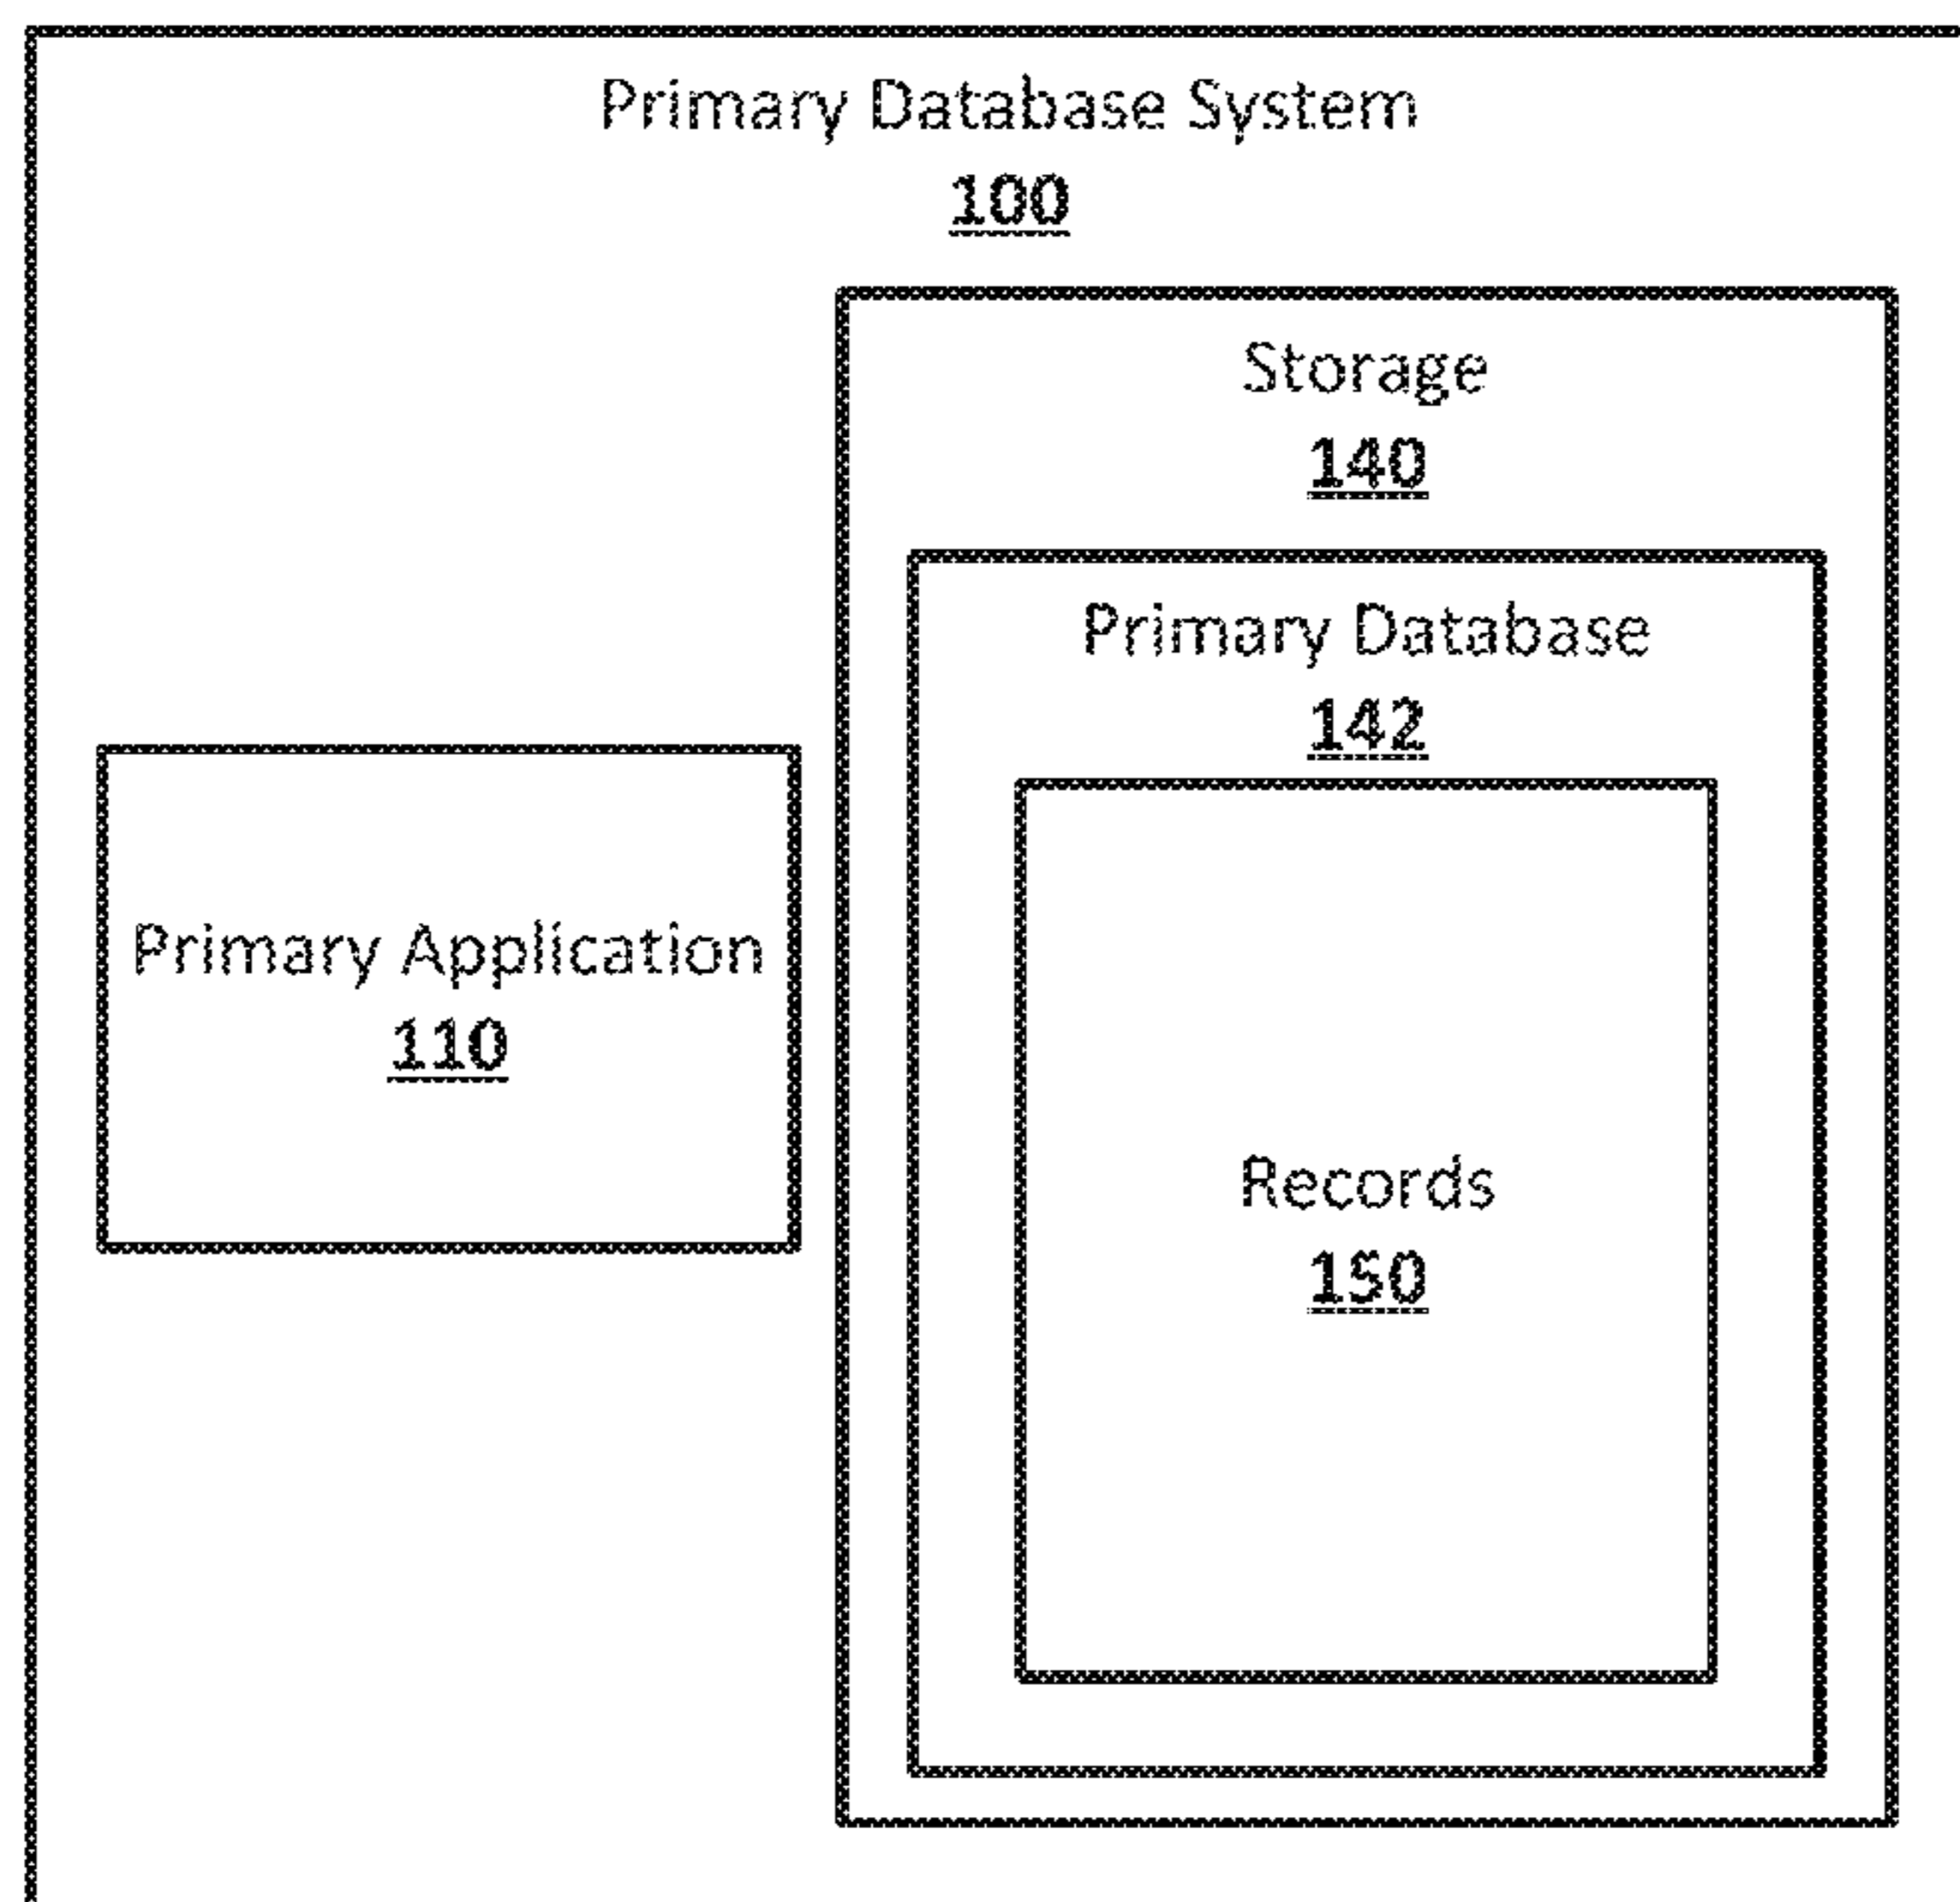 Primary Database System
100
Storage
140
Primary Database
142
Primary Application
110
Records
150